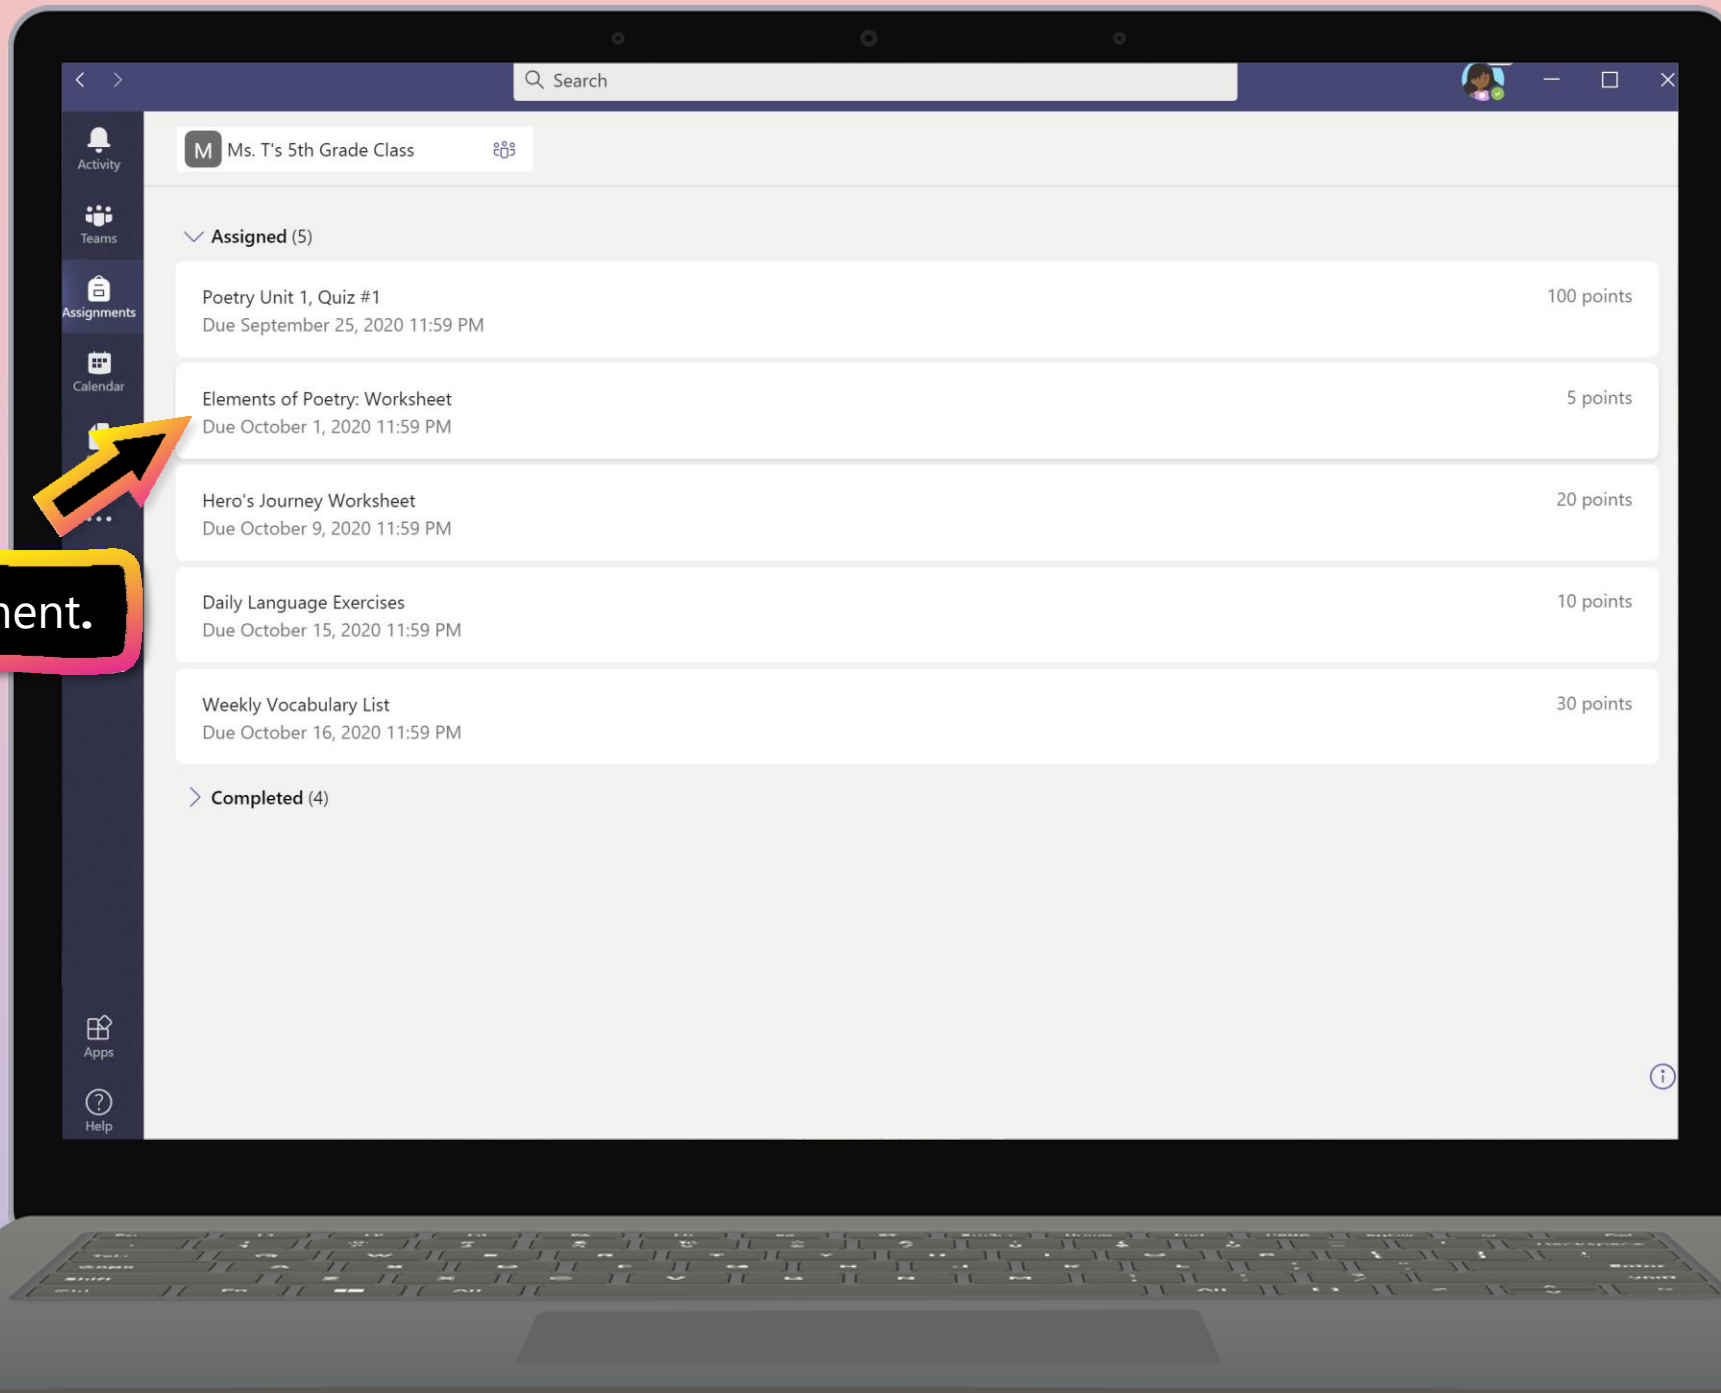 Search
Activity
M Ms. T's 5th Grade Class
Teams
Assigned (5)
Assignments
Poetry Unit 1, Quiz #1
100 points
Due September 25, 2020 11:59 PM
Calendar
Elements of Poetry: Worksheet
5 points
Due October 1, 2020 11:59 PM
Hero's Journey Worksheet
20 points
Due October 9, 2020 11:59 PM
ment.
Daily Language Exercises
10 points
Due October 15, 2020 11:59 PM
Weekly Vocabulary List
30 points
Due October 16, 2020 11:59 PM
Completed (4)
Apps
Help